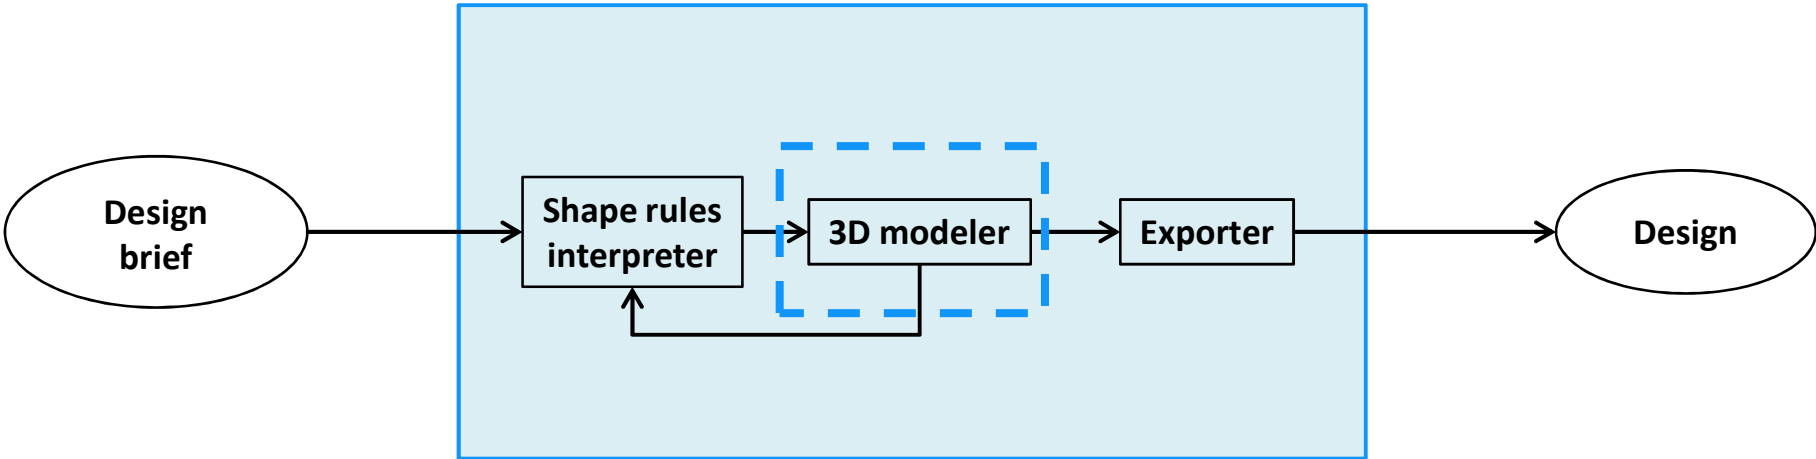 Design
brief
Shape rules
interpreter
3D modeler
Exporter
Design